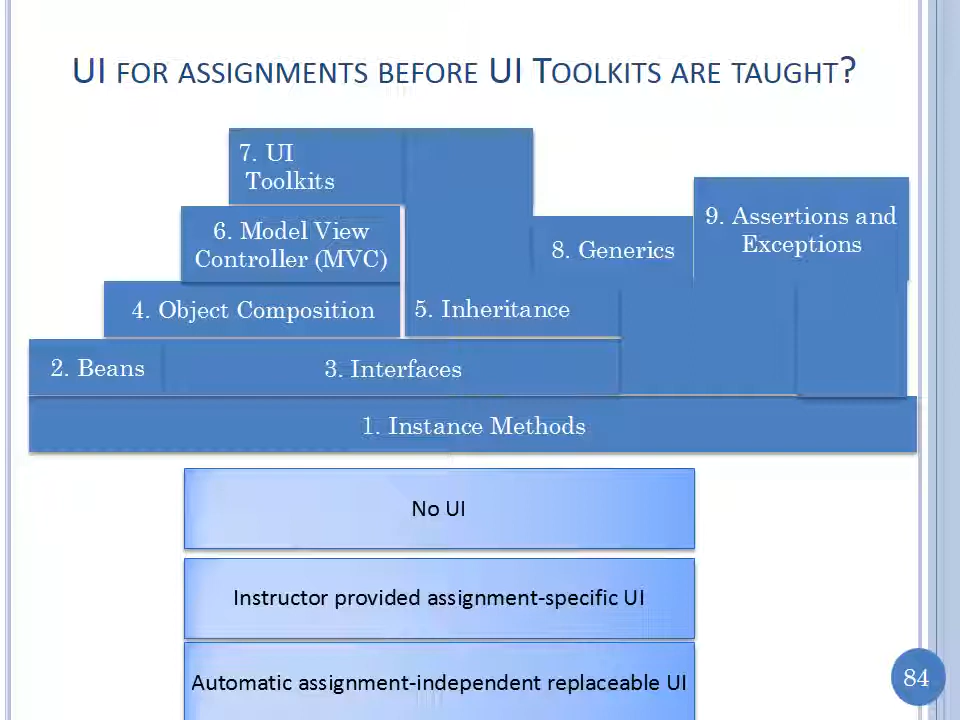 UI FOR ASSIGNMENTS BEFORE UI TOOLKITS ARE TAUGHT?
7. UI
Toolkits
6. Model View
Controller (MVC)
8. Generics
9. Assertions and
Exceptions
4. Object Composition
5. Inheritance
2. Beans
3. Interfaces
1. Instance Methods
No UI
Instructor provided assignment-specific UI
Automatic assignment-independent replaceable UI
84